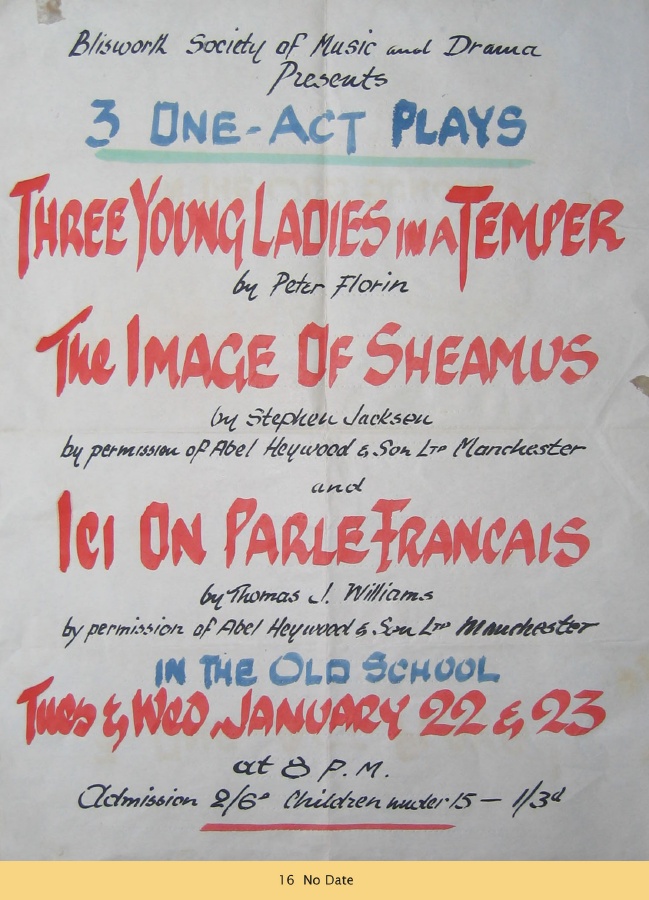 Blisworth Society of Music and Drama
Presents
3 ONE-ACT PLAYS
THREE YOUNG LADIES IN A TEMPER
by Peter Florin
The IMAGE OF SHEAMUS
by Stephen Jackson
by permission of Abel Heywood & Son LTD Manchester
and
ICI ON PARLE FRANCAIS
by Thomas J. Williams
by permission of Abel Heywood & Son LTD Manchester
IN THE OLD SCHOOL
Tues & Wed JANUARY 22 & 23
at 8 P.M.
Admission 2/6d Children under 15 — 1/3d
16 No Date